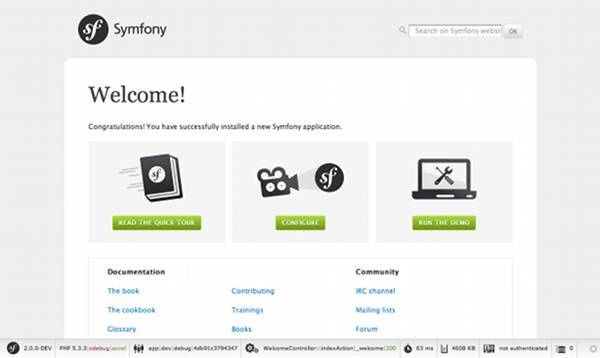 sf Symfony
Search on Symfony websi
OK
Welcome!
Congratulations! You have successfully installed a new Symfony application.
sf
sf
READ THE QUICK TOUR
CONFIGURE
RUN THE DEMO
Documentation
Community
The book
Contributing
IRC channel
The cookbook
Trainings
Mailing lists
Glossary
Books
Forum
sf 2.0.0-DEV PHP 5.3.3|xdebug|accel app|dev|debug|4db91c3794347 WelcomeController::indexAction|_welcome|200 63 ms 4608 KB not authenticated 0